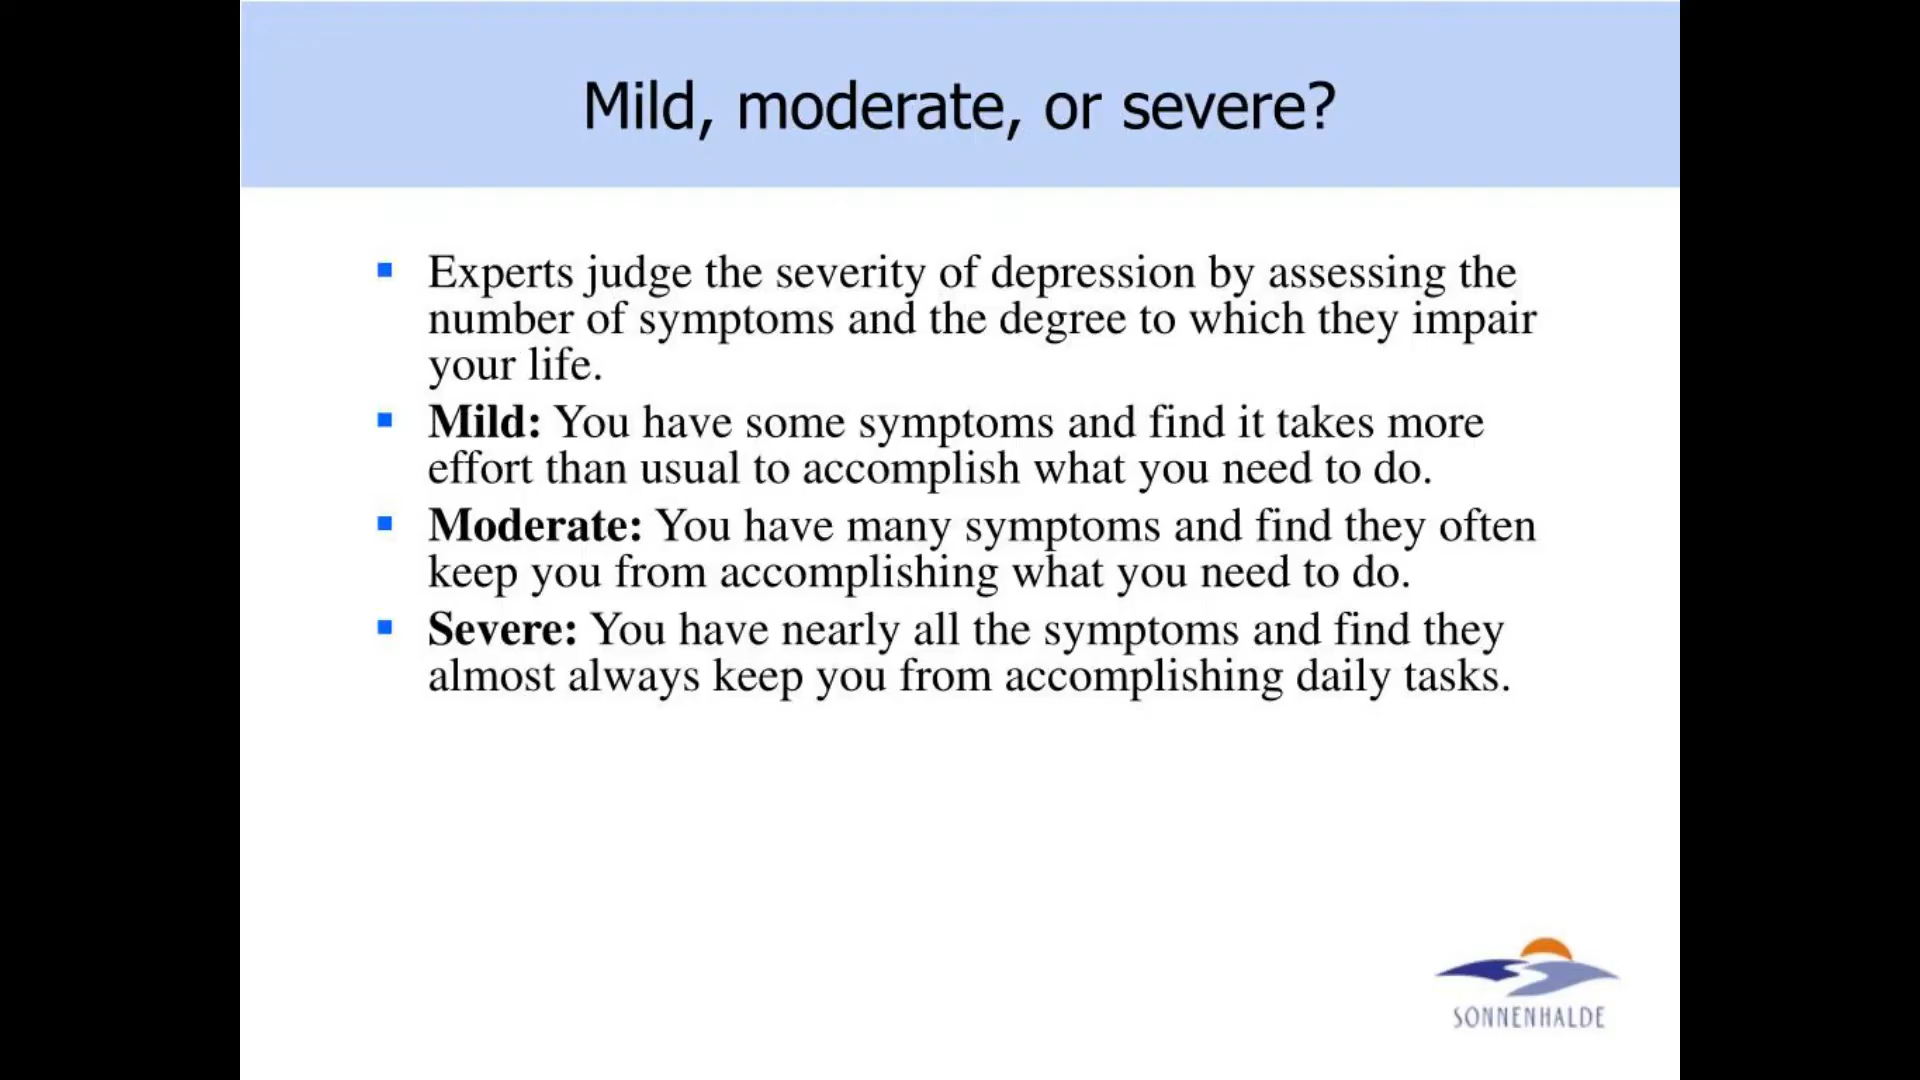 Mild, moderate, or severe?
Experts judge the severity of depression by assessing the
number of symptoms and the degree to which they impair
your life.
Mild: You have some symptoms and find it takes more
effort than usual to accomplish what you need to do.
Moderate: You have many symptoms and find they often
keep you from accomplishing what you need to do.
Severe: You have nearly all the symptoms and find they
almost always keep you from accomplishing daily tasks.
SONNENHALDE